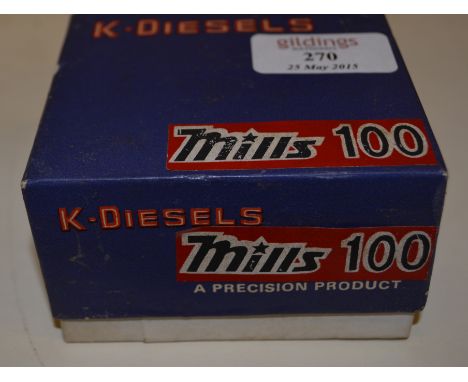 K·DIESELS
gildings
270
25 May 2015
Mills 100
K·DIESELS
Mills 100
A PRECISION PRODUCT